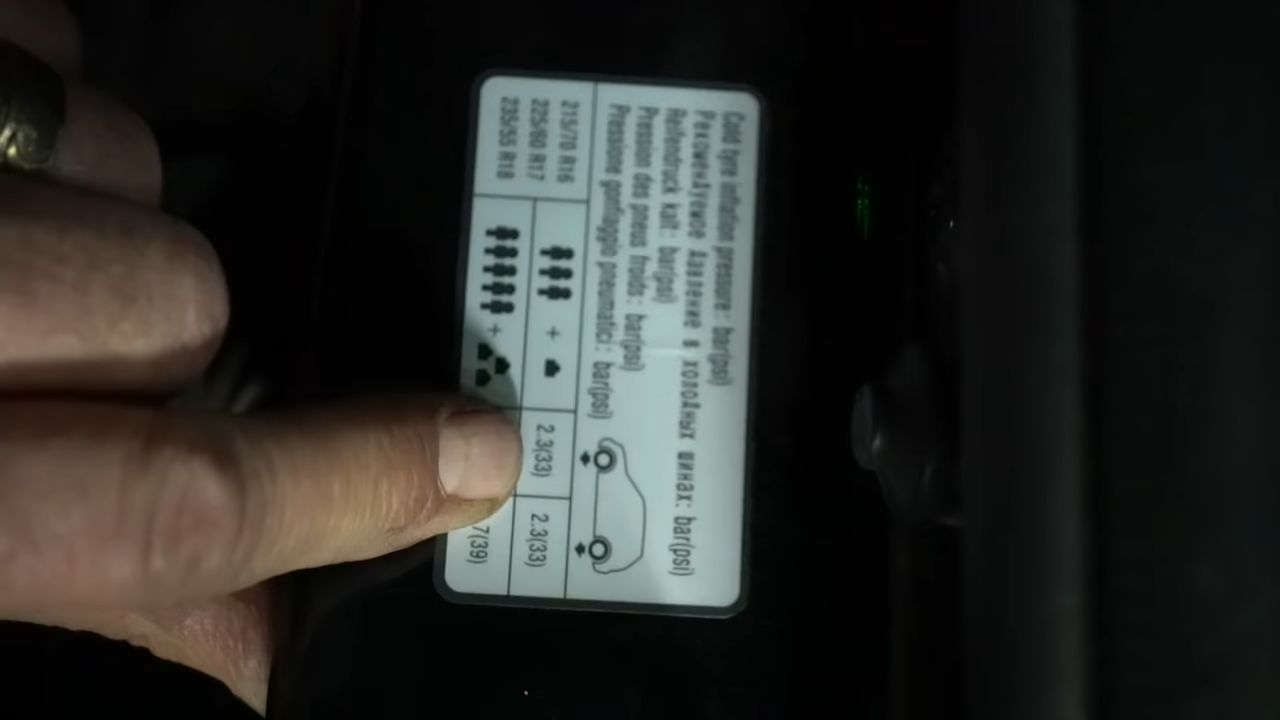 Cold tyre inflation pressure: bar(psi)
Рекомендуемое давление в холодных шинах: bar(psi)
Reifendruck kalt: bar(psi)
Pression des pneus froids: bar(psi)
Pressione gonflaggio pneumatici: bar(psi)
215/70 R16
225/60 R17
235/55 R18
+ 2.3(33) 2.3(33)
+ 7(39)